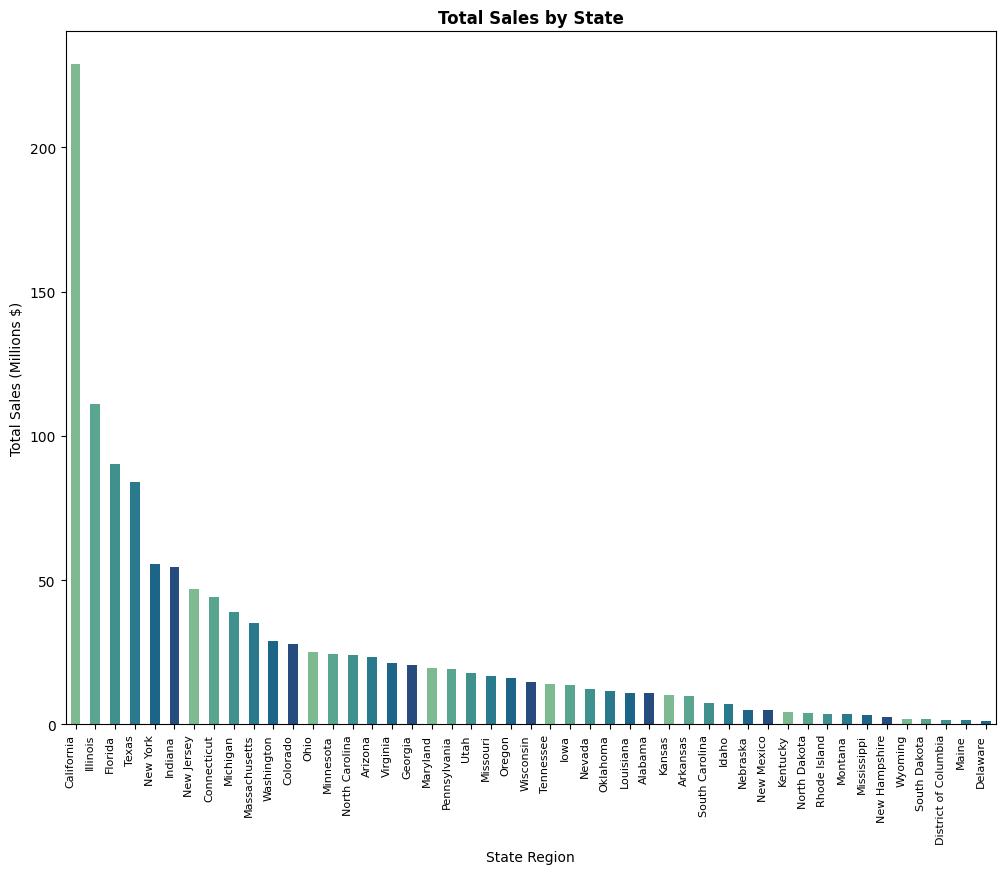 Total Sales by State
Total Sales (Millions $)
200
150
100
50
0
California
Illinois
Florida
Texas
New York
Indiana
New Jersey
Connecticut
Michigan
Massachusetts
Washington
Colorado
Ohio
Minnesota
North Carolina
Arizona
Virginia
Georgia
Maryland
Pennsylvania
Utah
Missouri
Oregon
Wisconsin
Tennessee
Iowa
Nevada
Oklahoma
Louisiana
Alabama
Kansas
Arkansas
South Carolina
Idaho
Nebraska
New Mexico
Kentucky
North Dakota
Rhode Island
Montana
Mississippi
New Hampshire
Wyoming
South Dakota
District of Columbia
Maine
Delaware
State Region